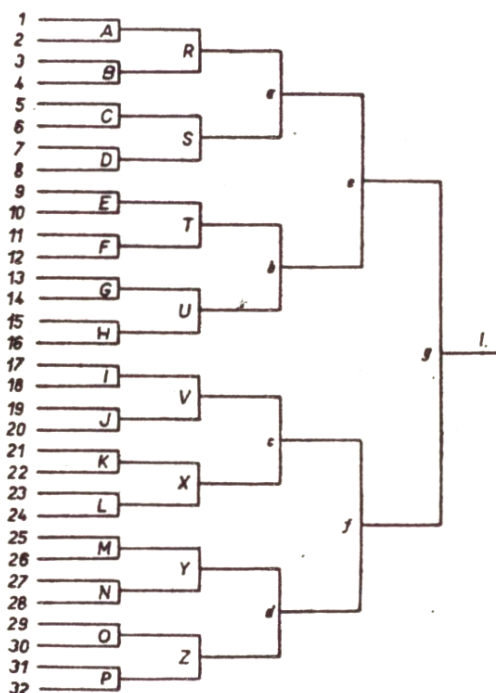 1
A
2
R
3
B
4
a
5
C
6
S
7
D
8
e
9
E
10
T
11
F
12
b
13
G
14
U
15
H
16
g
1.
17
I
18
V
19
J
20
c
21
K
22
X
23
L
24
f
25
M
26
Y
27
N
28
d
29
O
30
Z
31
P
32